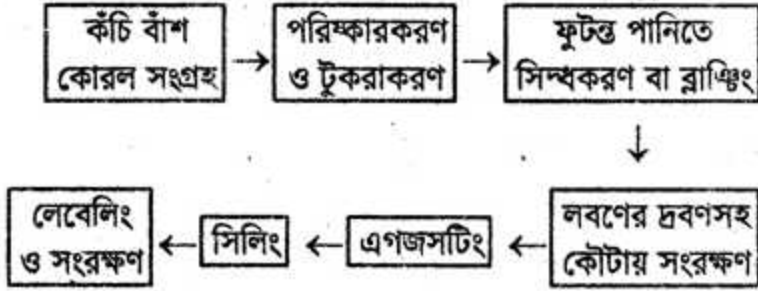 কঁচি বাঁশ
কোরল সংগ্রহ
পরিষ্কারকরণ
ও টুকরাকরণ
ফুটন্ত পানিতে
সিদ্ধকরণ বা ব্লাঞ্চিং
লবণের দ্রবণসহ
কৌটায় সংরক্ষণ
এগজসটিং
সিলিং
লেবেলিং
ও সংরক্ষণ